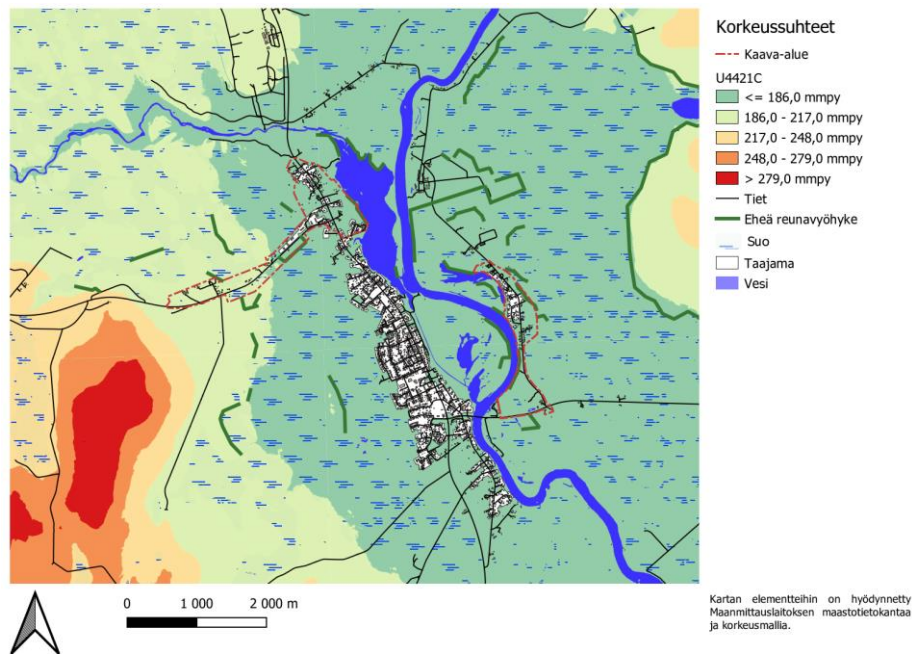 Korkeussuhteet
Kaava-alue
U4421C
<= 186,0 mmpy
186,0 - 217,0 mmpy
217,0 - 248,0 mmpy
248,0 - 279,0 mmpy
> 279,0 mmpy
Tiet
Eheä reunavyöhyke
Suo
Taajama
Vesi
0 1 000 2 000 m
Kartan elementteihin on hyödynnetty
Maanmittauslaitoksen maastotietokantaa
ja korkeusmallia.